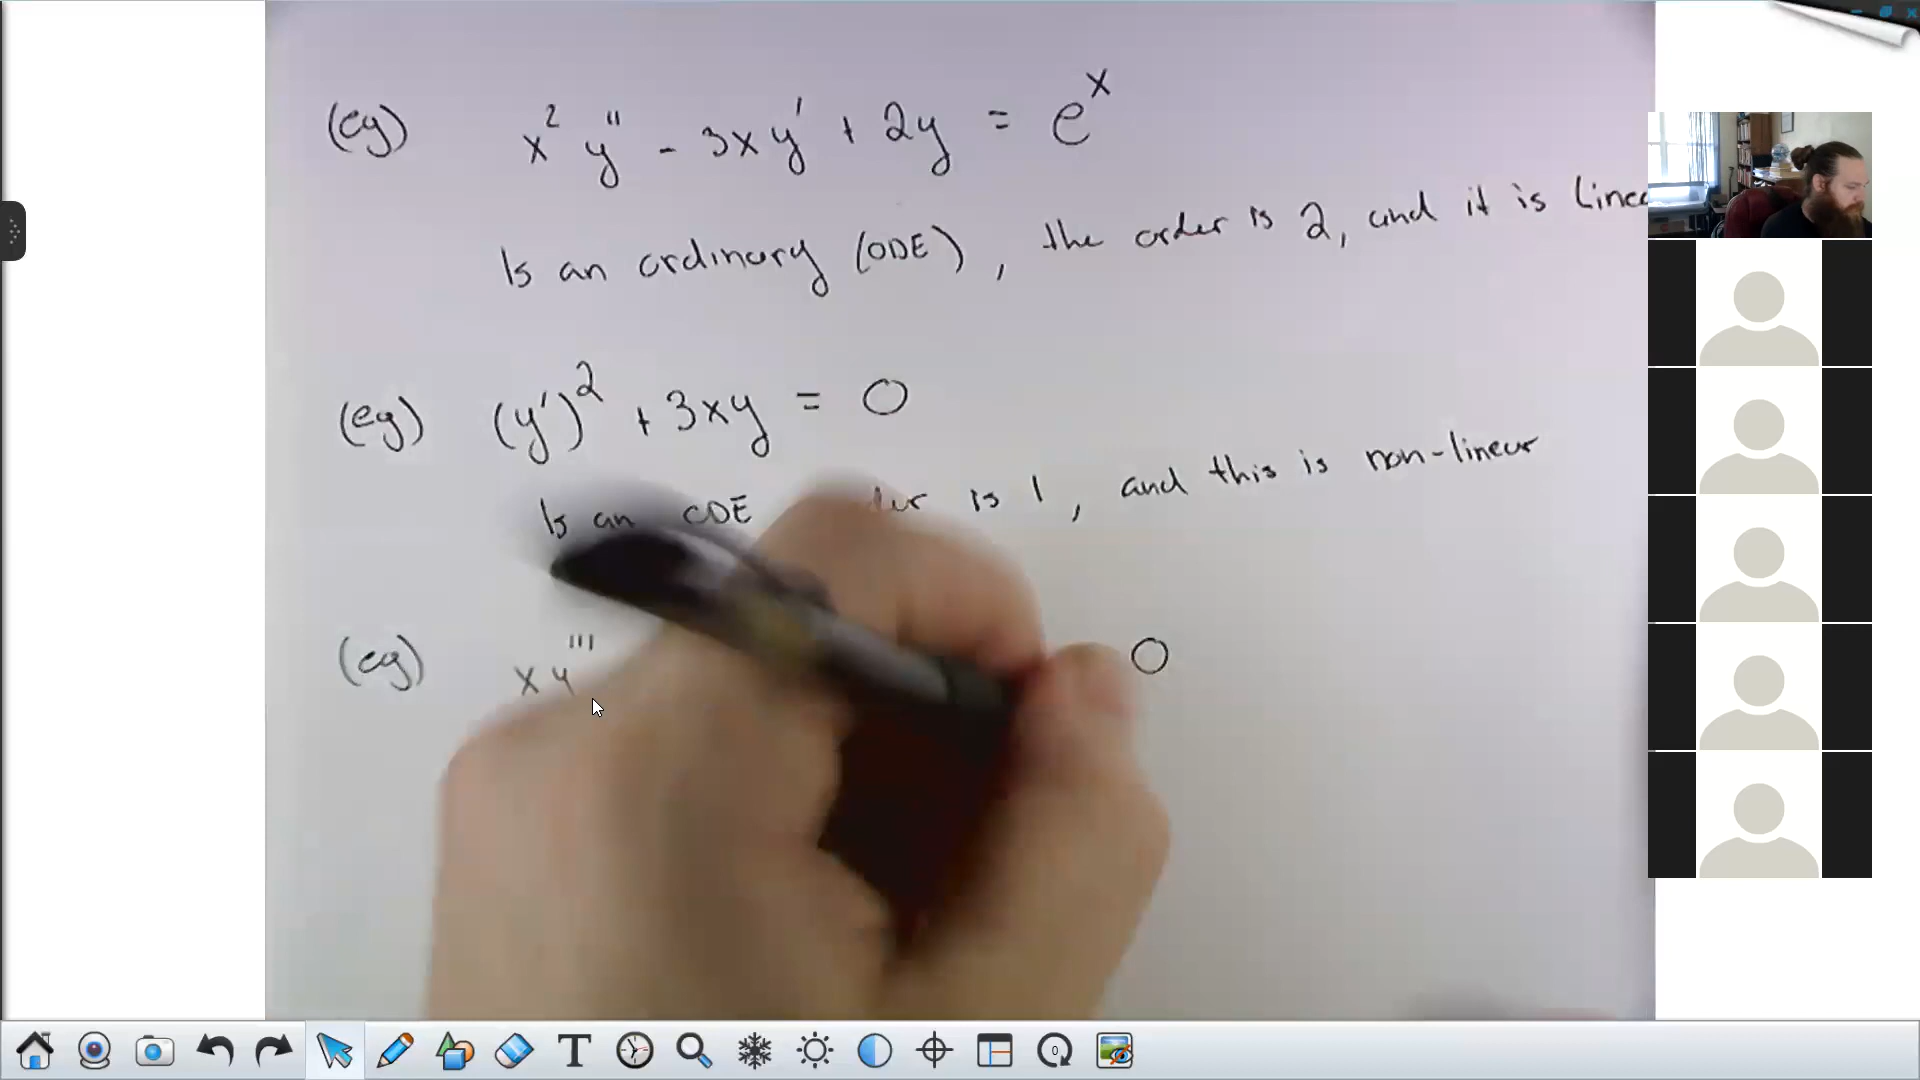 (eg) x² y'' - 3xy' + 2y = eˣ
Is an ordinary (ODE), the order is 2, and it is
(eg) (y')² + 3xy = 0
Is an ODE is 1, and this is non-linear
(eg) xy''' 0
T
0